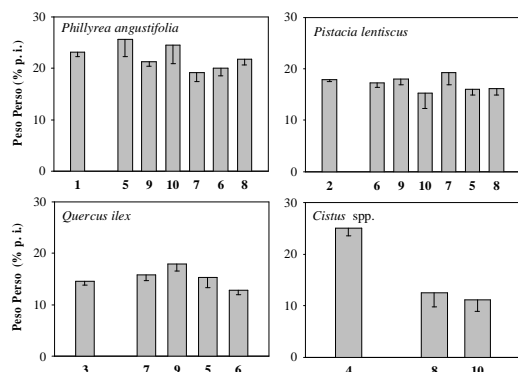 Phillyrea angustifolia
Peso Perso (% p. i.)
30
20
10
0
1 5 9 10 7 6 8
Pistacia lentiscus
30
20
10
0
2 6 9 10 7 5 8
Quercus ilex
Peso Perso (% p. i.)
30
20
10
0
3 7 9 5 6
Cistus spp.
30
20
10
0
4 8 10